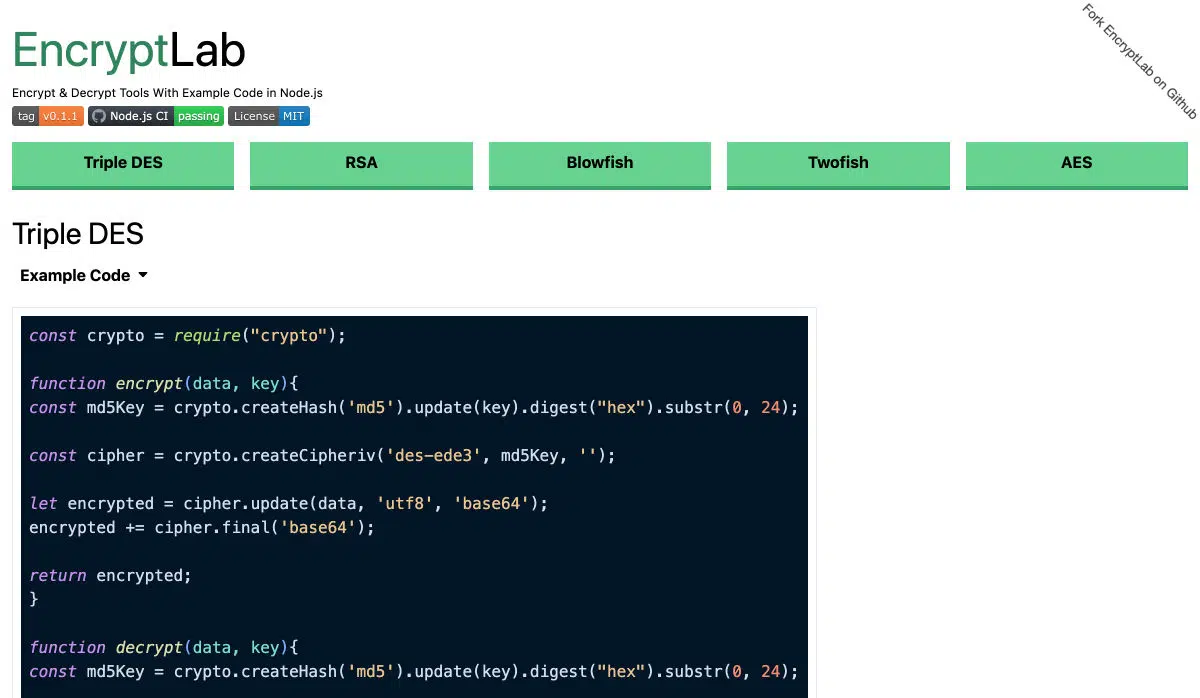 Fork EncryptLab on Github
EncryptLab
Encrypt & Decrypt Tools With Example Code in Node.js
tag v0.1.1 Node.js CI passing License MIT
Triple DES RSA Blowfish Twofish AES
Triple DES
Example Code
const crypto = require("crypto");
function encrypt(data, key){
const md5Key = crypto.createHash('md5').update(key).digest("hex").substr(0, 24);
const cipher = crypto.createCipheriv('des-ede3', md5Key, '');
let encrypted = cipher.update(data, 'utf8', 'base64');
encrypted += cipher.final('base64');
return encrypted;
}
function decrypt(data, key){
const md5Key = crypto.createHash('md5').update(key).digest("hex").substr(0, 24);